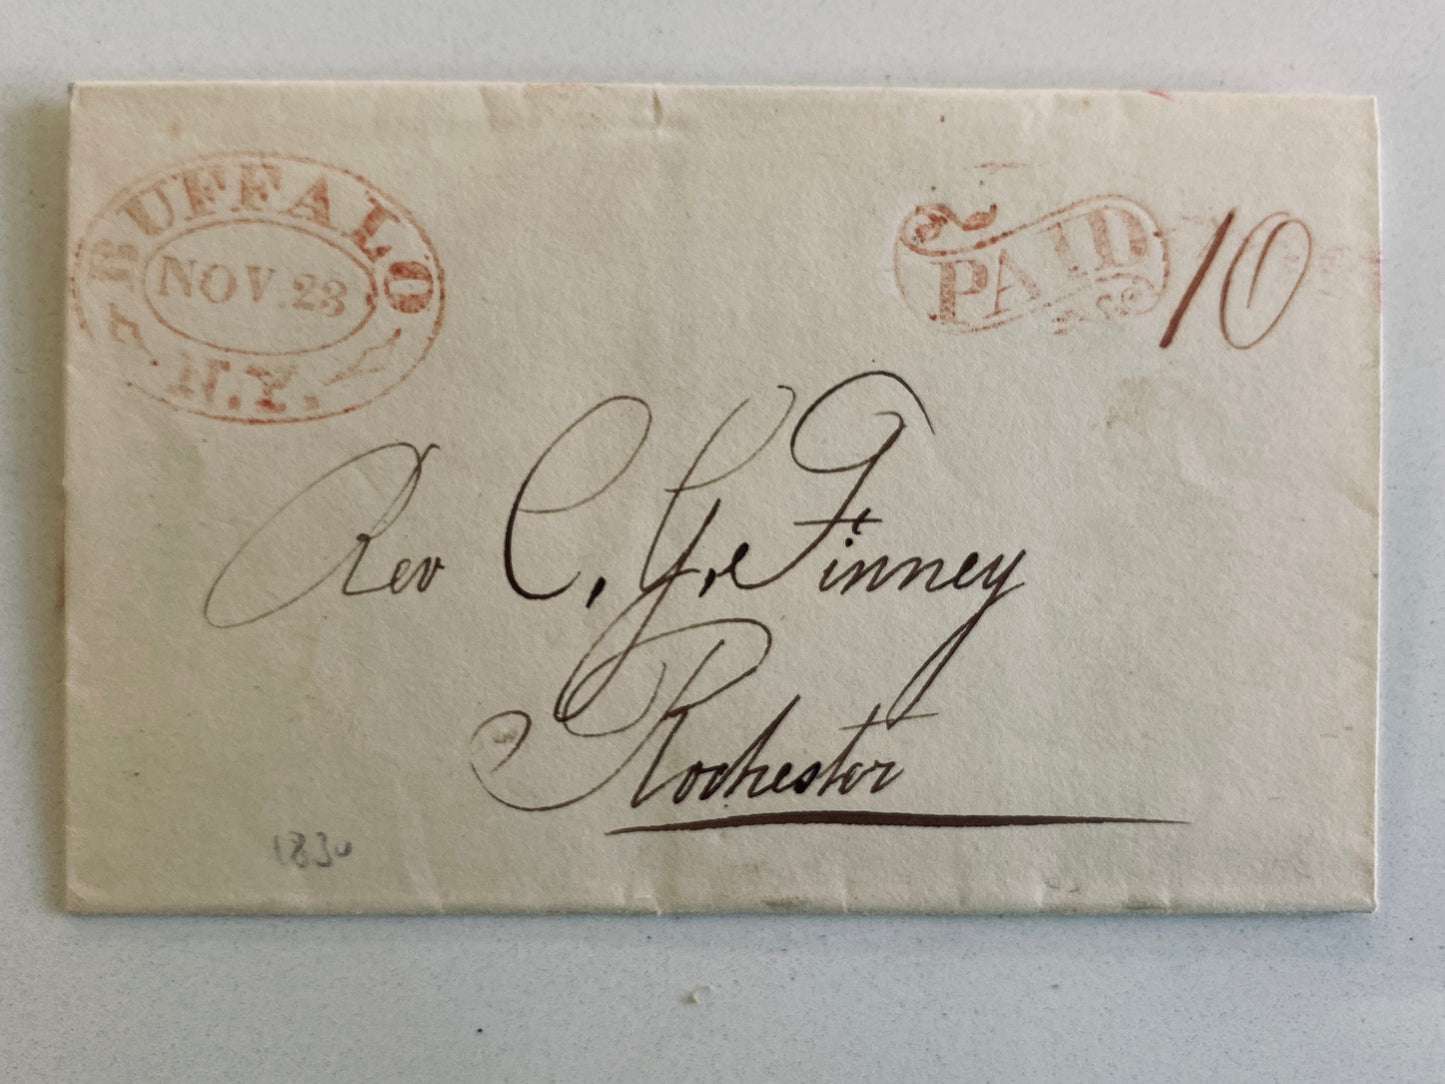 BUFFALO
NOV. 23
N.Y.
PAID 10
Rev C. G. Finney
Rochester
1830